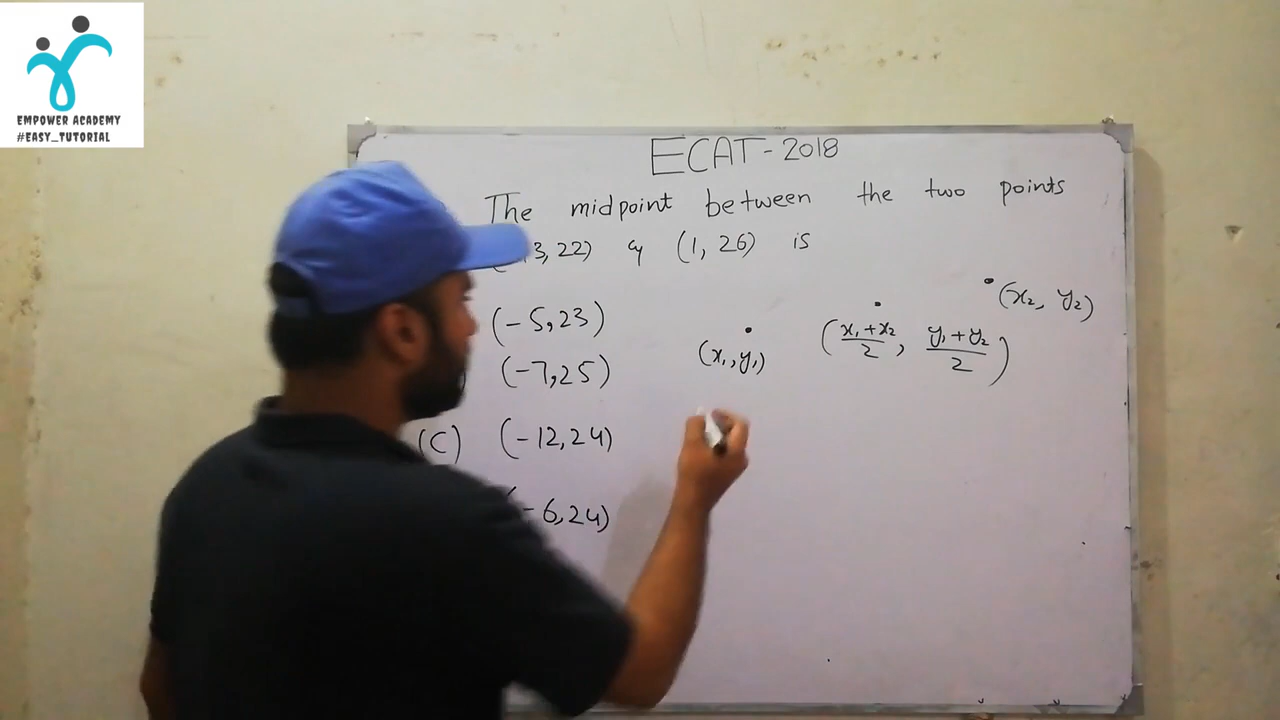 EMPOWER ACADEMY
#EASY_TUTORIAL
ECAT-2018
The midpoint between the two points
3, 22) & (1, 26) is
(-5,23)
(-7,25)
(C) (-12,24)
-6,24)
(x₁,y₁)
(x₁+x₂/2, y₁+y₂/2)
(x₂, y₂)